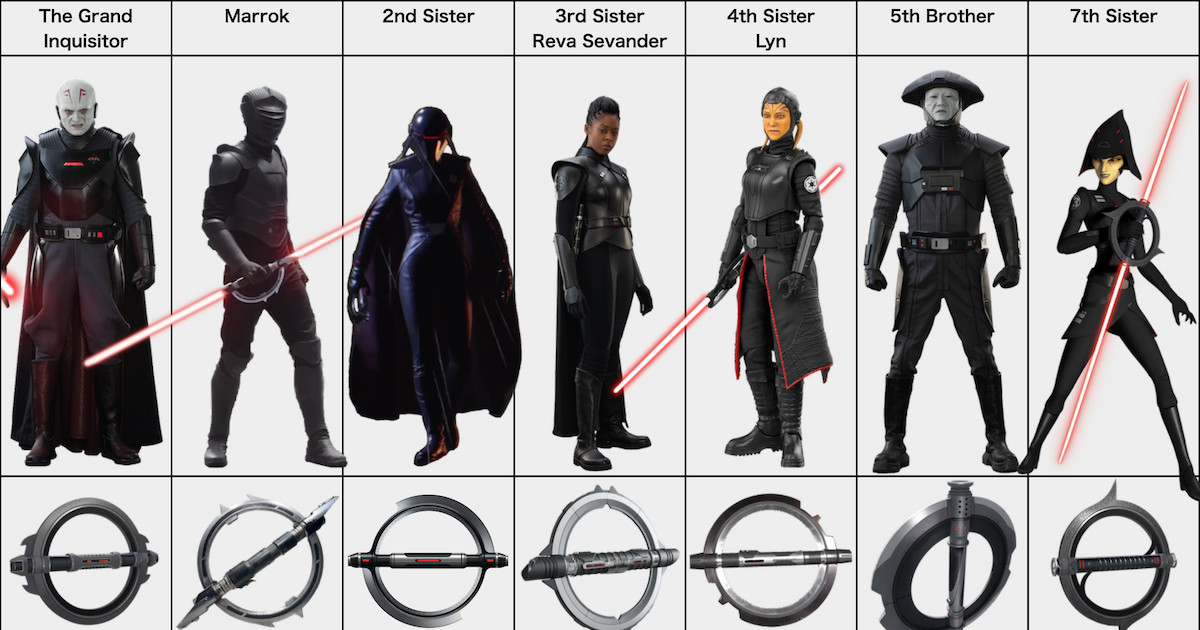 The Grand
Inquisitor
Marrok
2nd Sister
3rd Sister
Reva Sevander
4th Sister
Lyn
5th Brother
7th Sister